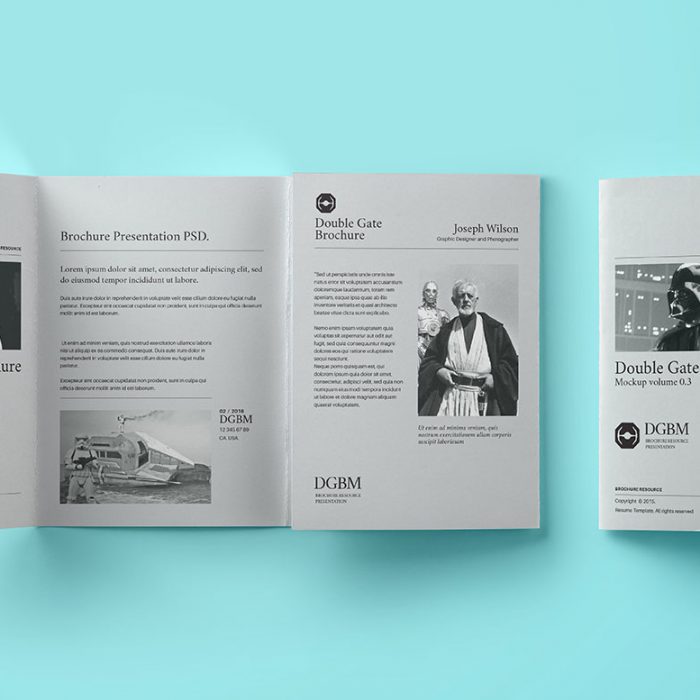 RESOURCE
ure
Brochure Presentation PSD.
Lorem ipsum dolor sit amet, consectetur adipiscing elit, sed
do eiusmod tempor incididunt ut labore.
Duis aute irure dolor in reprehenderit in voluptate velit esse cillum dolore eu fugiat nulla
pariatur. Excepteur sint occaecat cupidatat non proident, sunt in culpa qui officia deserunt
mollit anim id est laborum.
Ut enim ad minim veniam, quis nostrud exercitation ullamco laboris
nisi ut aliquip ex ea commodo consequat. Duis aute irure dolor in
reprehenderit in voluptate velit esse cillum dolore eu fugiat nulla
pariatur.
Excepteur sint occaecat cupidatat non proident, sunt in culpa qui
officia deserunt mollit anim id est laborum.
02 / 2016
DGBM
12 345 67 89
CA. USA.
Double Gate
Brochure
Joseph Wilson
Graphic Designer and Photographer
"Sed ut perspiciatis unde omnis iste
natus error sit voluptatem accusantium
doloremque laudantium, totam rem
aperiam, eaque ipsa quae ab illo
inventore veritatis et quasi architecto
beatae vitae dicta sunt explicabo.
Nemo enim ipsam voluptatem quia
voluptas sit aspernatur aut odit aut
fugit, sed quia consequuntur magni
dolores eos qui ratione voluptatem
sequi nesciunt.
Neque porro quisquam est, qui
dolorem ipsum quia dolor sit amet,
consectetur, adipisci velit, sed quia non
numquam eius modi tempora incidunt
ut labore et dolore magnam aliquam
quaerat voluptatem.
Ut enim ad minima veniam, quis
nostrum exercitationem ullam corporis
suscipit laboriosam
DGBM
BROCHURE RESOURCE
PRESENTATION
Double Gate
Mockup volume 0.3
DGBM
BROCHURE RESOURCE
PRESENTATION
BROCHURE RESOURCE
Copyright © 2015.
Resume Template. All rights reserved